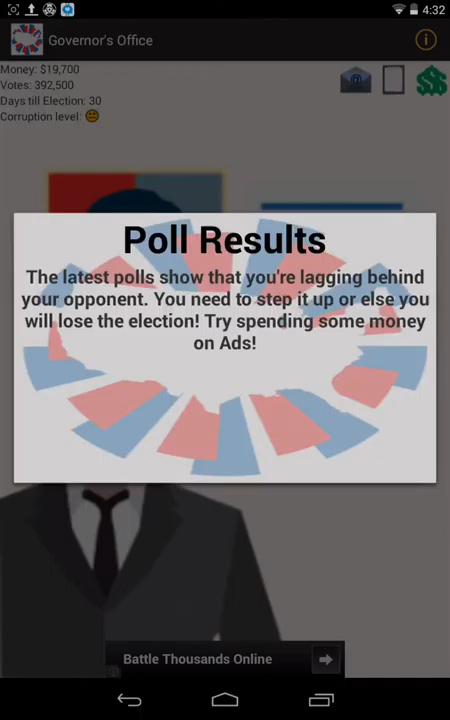 4:32
Governor's Office
Money: $19,700
Votes: 392,500
Days till Election: 30
Corruption level:
Poll Results
The latest polls show that you're lagging behind
your opponent. You need to step it up or else you
will lose the election! Try spending some money
on Ads!
Battle Thousands Online